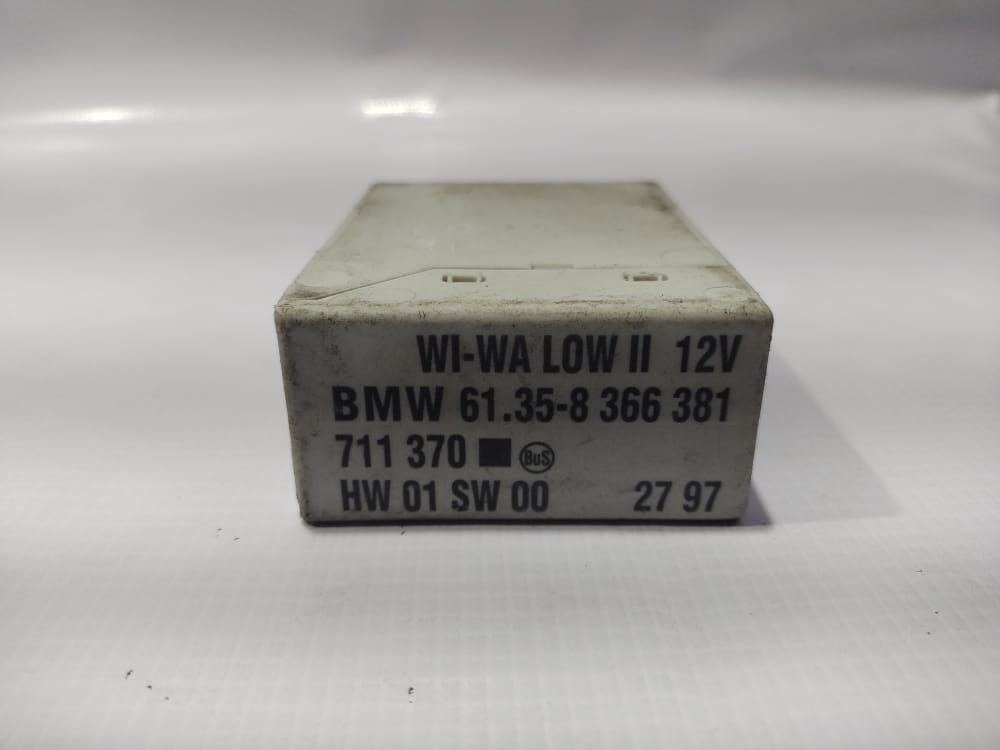 WI-WA LOW II 12V
BMW 61.35-8 366 381
711 370 BuS
HW 01 SW 00 27 97